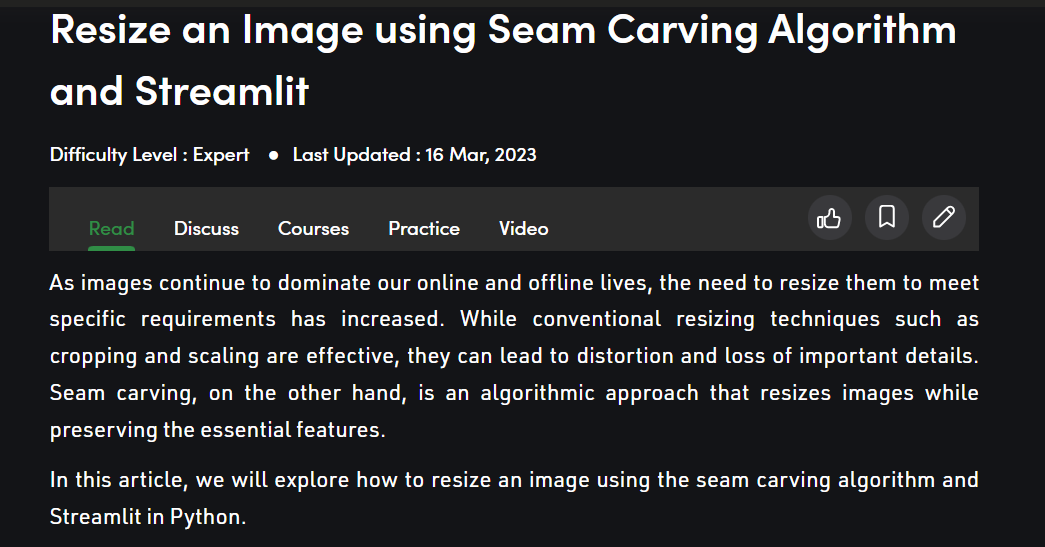 Resize an Image using Seam Carving Algorithm
and Streamlit
Difficulty Level : Expert ● Last Updated : 16 Mar, 2023
Read Discuss Courses Practice Video
As images continue to dominate our online and offline lives, the need to resize them to meet
specific requirements has increased. While conventional resizing techniques such as
cropping and scaling are effective, they can lead to distortion and loss of important details.
Seam carving, on the other hand, is an algorithmic approach that resizes images while
preserving the essential features.
In this article, we will explore how to resize an image using the seam carving algorithm and
Streamlit in Python.